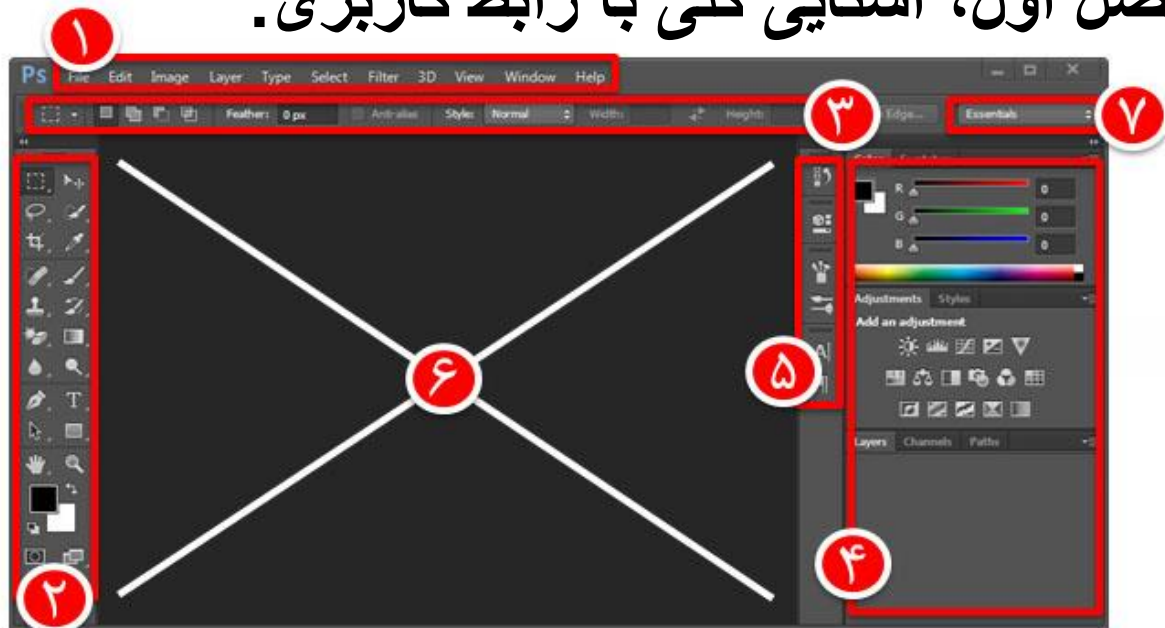 اول، آشنایی کلی با رابط کاربری.
۱
Ps File Edit Image Layer Type Select Filter 3D View Window Help
Feather: 0 px Anti-alias Style: Normal Width: Height: ۳ Edge... Essentials ۷
R 0
G 0
B 0
Adjustments Styles
Add an adjustment
۶
۵
Layers Channels Paths
۴
۲